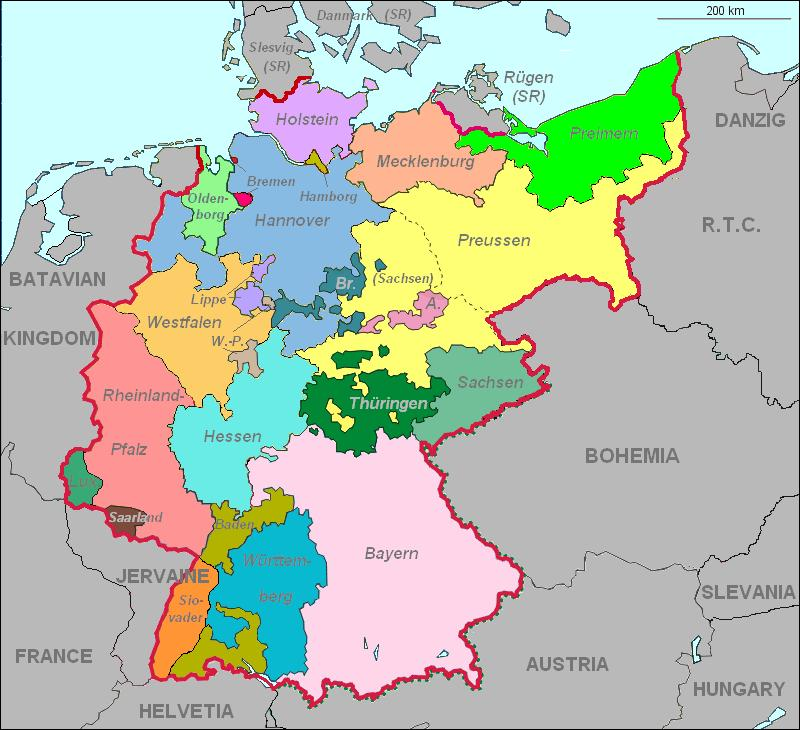 200 km
Danmark (SR)
Slesvig
(SR)
Rügen
(SR)
Holstein
Preimern
DANZIG
Mecklenburg
Bremen
Hamborg
Olden-
borg
Hannover
Preussen
R.T.C.
BATAVIAN
KINGDOM
(Sachsen)
Br.
Lippe
A.
Westfalen
W.-P.
Sachsen
Rheinland-
Pfalz
Thüringen
Hessen
BOHEMIA
Lux
Saarland
Baden
Bayern
Württem-
berg
JERVAINE
Sio-
vader
SLEVANIA
FRANCE
AUSTRIA
HUNGARY
HELVETIA